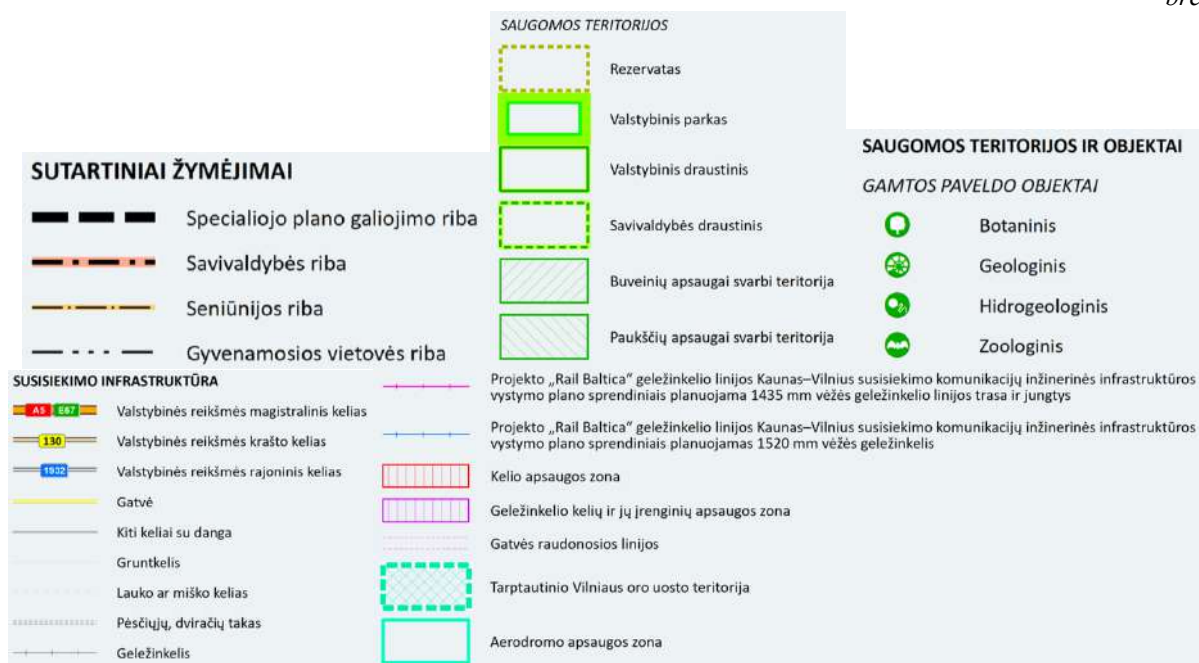 SAUGOMOS TERITORIJOS
Rezervatas
Valstybinis parkas
Valstybinis draustinis
Savivaldybės draustinis
Buveinių apsaugai svarbi teritorija
Paukščių apsaugai svarbi teritorija
SAUGOMOS TERITORIJOS IR OBJEKTAI
GAMTOS PAVELDO OBJEKTAI
Botaninis
Geologinis
Hidrogeologinis
Zoologinis
SUTARTINIAI ŽYMĖJIMAI
Specialiojo plano galiojimo riba
Savivaldybės riba
Seniūnijos riba
Gyvenamosios vietovės riba
SUSISIEKIMO INFRASTRUKTŪRA
A5 E67 Valstybinės reikšmės magistralinis kelias
130 Valstybinės reikšmės krašto kelias
1902 Valstybinės reikšmės rajoninis kelias
Gatvė
Kiti keliai su danga
Gruntkelis
Lauko ar miško kelias
Pėsčiųjų, dviračių takas
Geležinkelis
Projekto „Rail Baltica“ geležinkelio linijos Kaunas–Vilnius susisiekimo komunikacijų inžinerinės infrastruktūros
vystymo plano sprendiniais planuojama 1435 mm vėžės geležinkelio linijos trasa ir jungtys
Projekto „Rail Baltica“ geležinkelio linijos Kaunas–Vilnius susisiekimo komunikacijų inžinerinės infrastruktūros
vystymo plano sprendiniais planuojamas 1520 mm vėžės geležinkelis
Kelio apsaugos zona
Geležinkelio kelių ir jų įrenginių apsaugos zona
Gatvės raudonosios linijos
Tarptautinio Vilniaus oro uosto teritorija
Aerodromo apsaugos zona